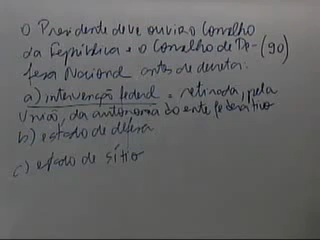 O Presidente deve ouvir o Conselho
da República e o Conselho de De- (90)
fesa Nacional antes de decretar:
a) intervenção federal = retirada, pela
União, da autonomia do ente federativo
b) estado de defesa
c) estado de sítio